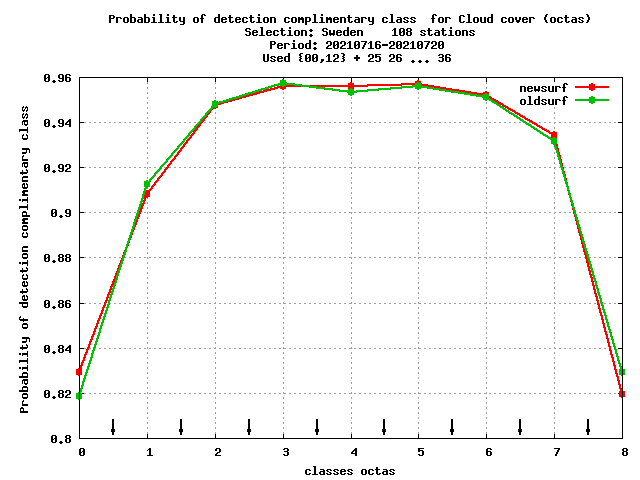 Probability of detection complimentary class  for Cloud cover (octas)
Selection: Sweden    108 stations
Period: 20210716-20210720
Used {00,12} + 25 26 ... 36
newsurf
oldsurf
Probability of detection complimentary class
0.96
0.94
0.92
0.9
0.88
0.86
0.84
0.82
0.8
0 1 2 3 4 5 6 7 8
classes octas